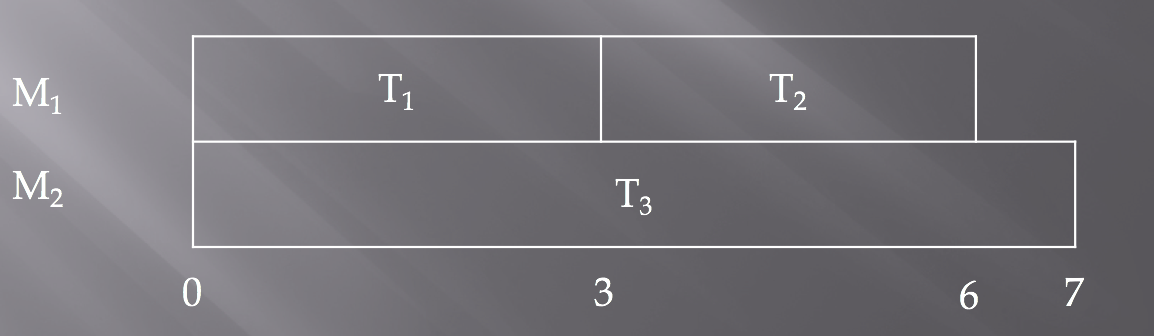 M₁ T₁ T₂
M₂ T₃
0 3 6 7